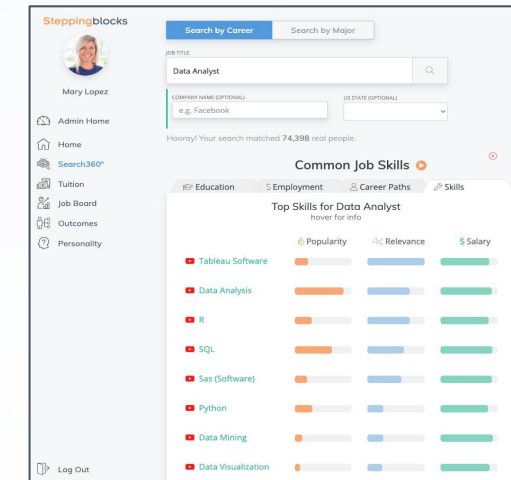 Steppingblocks
Mary Lopez
Admin Home
Home
Search360°
Tuition
Job Board
Outcomes
Personality
Log Out
Search by Career
Search by Major
JOB TITLE
Data Analyst
COMPANY NAME (OPTIONAL)
US STATE (OPTIONAL)
e.g. Facebook
Hooray! Your search matched 74,398 real people.
Common Job Skills
Education
$ Employment
Career Paths
Skills
Top Skills for Data Analyst
hover for info
Popularity
Relevance
$ Salary
Tableau Software
Data Analysis
R
SQL
Sas (Software)
Python
Data Mining
Data Visualization